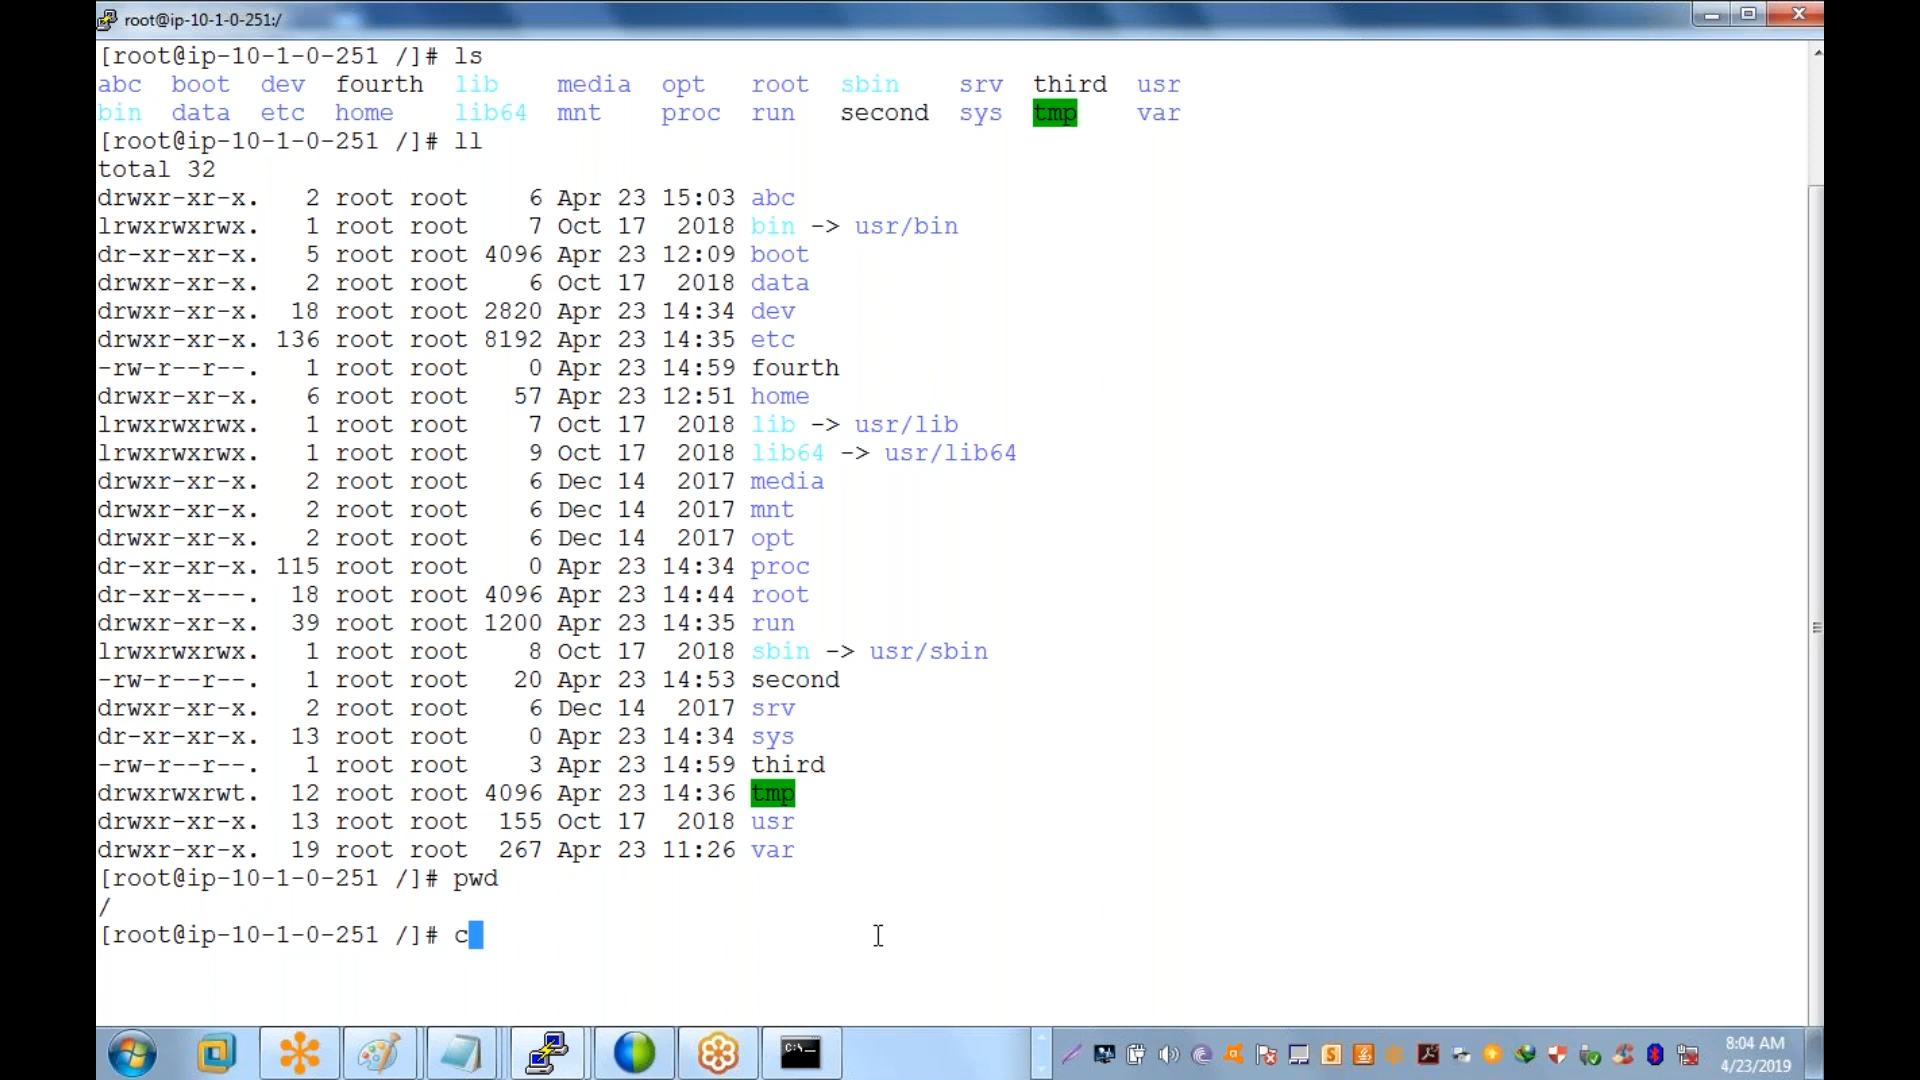 root@ip-10-1-0-251:/
[root@ip-10-1-0-251 /]# ls
abc boot dev fourth lib media opt root sbin srv third usr
bin data etc home lib64 mnt proc run second sys tmp var
[root@ip-10-1-0-251 /]# ll
total 32
drwxr-xr-x. 2 root root 6 Apr 23 15:03 abc
lrwxrwxrwx. 1 root root 7 Oct 17 2018 bin -> usr/bin
dr-xr-xr-x. 5 root root 4096 Apr 23 12:09 boot
drwxr-xr-x. 2 root root 6 Oct 17 2018 data
drwxr-xr-x. 18 root root 2820 Apr 23 14:34 dev
drwxr-xr-x. 136 root root 8192 Apr 23 14:35 etc
-rw-r--r--. 1 root root 0 Apr 23 14:59 fourth
drwxr-xr-x. 6 root root 57 Apr 23 12:51 home
lrwxrwxrwx. 1 root root 7 Oct 17 2018 lib -> usr/lib
lrwxrwxrwx. 1 root root 9 Oct 17 2018 lib64 -> usr/lib64
drwxr-xr-x. 2 root root 6 Dec 14 2017 media
drwxr-xr-x. 2 root root 6 Dec 14 2017 mnt
drwxr-xr-x. 2 root root 6 Dec 14 2017 opt
dr-xr-xr-x. 115 root root 0 Apr 23 14:34 proc
dr-xr-x---. 18 root root 4096 Apr 23 14:44 root
drwxr-xr-x. 39 root root 1200 Apr 23 14:35 run
lrwxrwxrwx. 1 root root 8 Oct 17 2018 sbin -> usr/sbin
-rw-r--r--. 1 root root 20 Apr 23 14:53 second
drwxr-xr-x. 2 root root 6 Dec 14 2017 srv
dr-xr-xr-x. 13 root root 0 Apr 23 14:34 sys
-rw-r--r--. 1 root root 3 Apr 23 14:59 third
drwxrwxrwt. 12 root root 4096 Apr 23 14:36 tmp
drwxr-xr-x. 13 root root 155 Oct 17 2018 usr
drwxr-xr-x. 19 root root 267 Apr 23 11:26 var
[root@ip-10-1-0-251 /]# pwd
/
[root@ip-10-1-0-251 /]# c
C:\
8:04 AM
4/23/2019